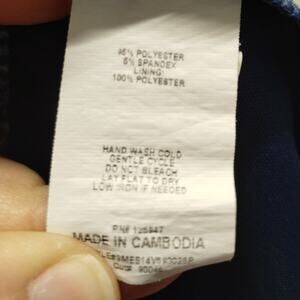 95% POLYESTER
5% SPANDEX
LINING:
100% POLYESTER
HAND WASH COLD
GENTLE CYCLE
DO NOT BLEACH
LAY FLAT TO DRY
LOW IRON IF NEEDED
RN# 125947
MADE IN CAMBODIA